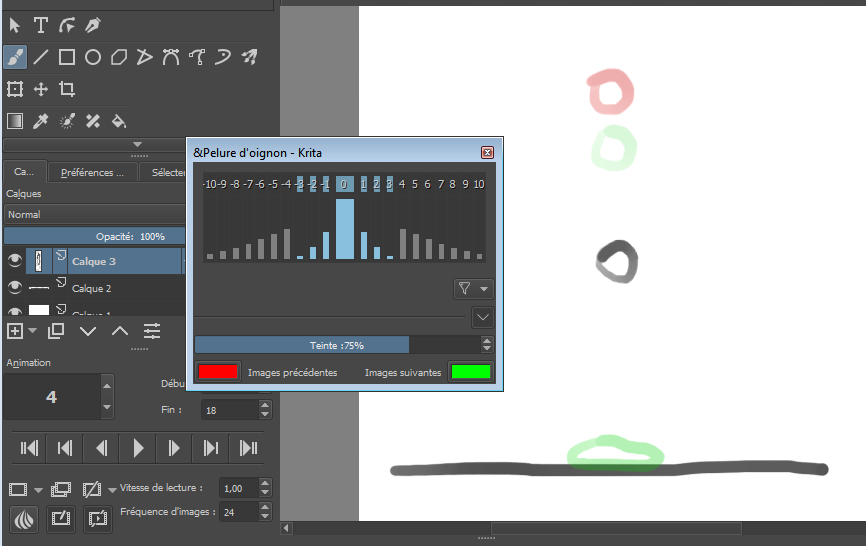 &Pelure d'oignon - Krita
-10 -9 -8 -7 -6 -5 -4 -3 -2 -1 0 1 2 3 4 5 6 7 8 9 10
Teinte :75%
Images précédentes Images suivantes
Ca... Préférences ... Sélecte
Calques
Normal
Opacité: 100%
Calque 3
Calque 2
Calque 1
Animation
4
Débu
Fin : 18
Vitesse de lecture : 1,00
Fréquence d'images : 24